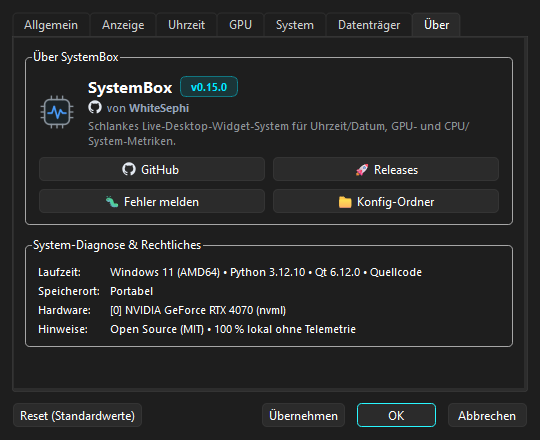 Allgemein Anzeige Uhrzeit GPU System Datenträger Über
Über SystemBox
SystemBox v0.15.0
von WhiteSephi
Schlankes Live-Desktop-Widget-System für Uhrzeit/Datum, GPU- und CPU/
System-Metriken.
GitHub Releases
Fehler melden Konfig-Ordner
System-Diagnose & Rechtliches
Laufzeit: Windows 11 (AMD64) • Python 3.12.10 • Qt 6.12.0 • Quellcode
Speicherort: Portabel
Hardware: [0] NVIDIA GeForce RTX 4070 (nvml)
Hinweise: Open Source (MIT) • 100 % lokal ohne Telemetrie
Reset (Standardwerte) Übernehmen OK Abbrechen